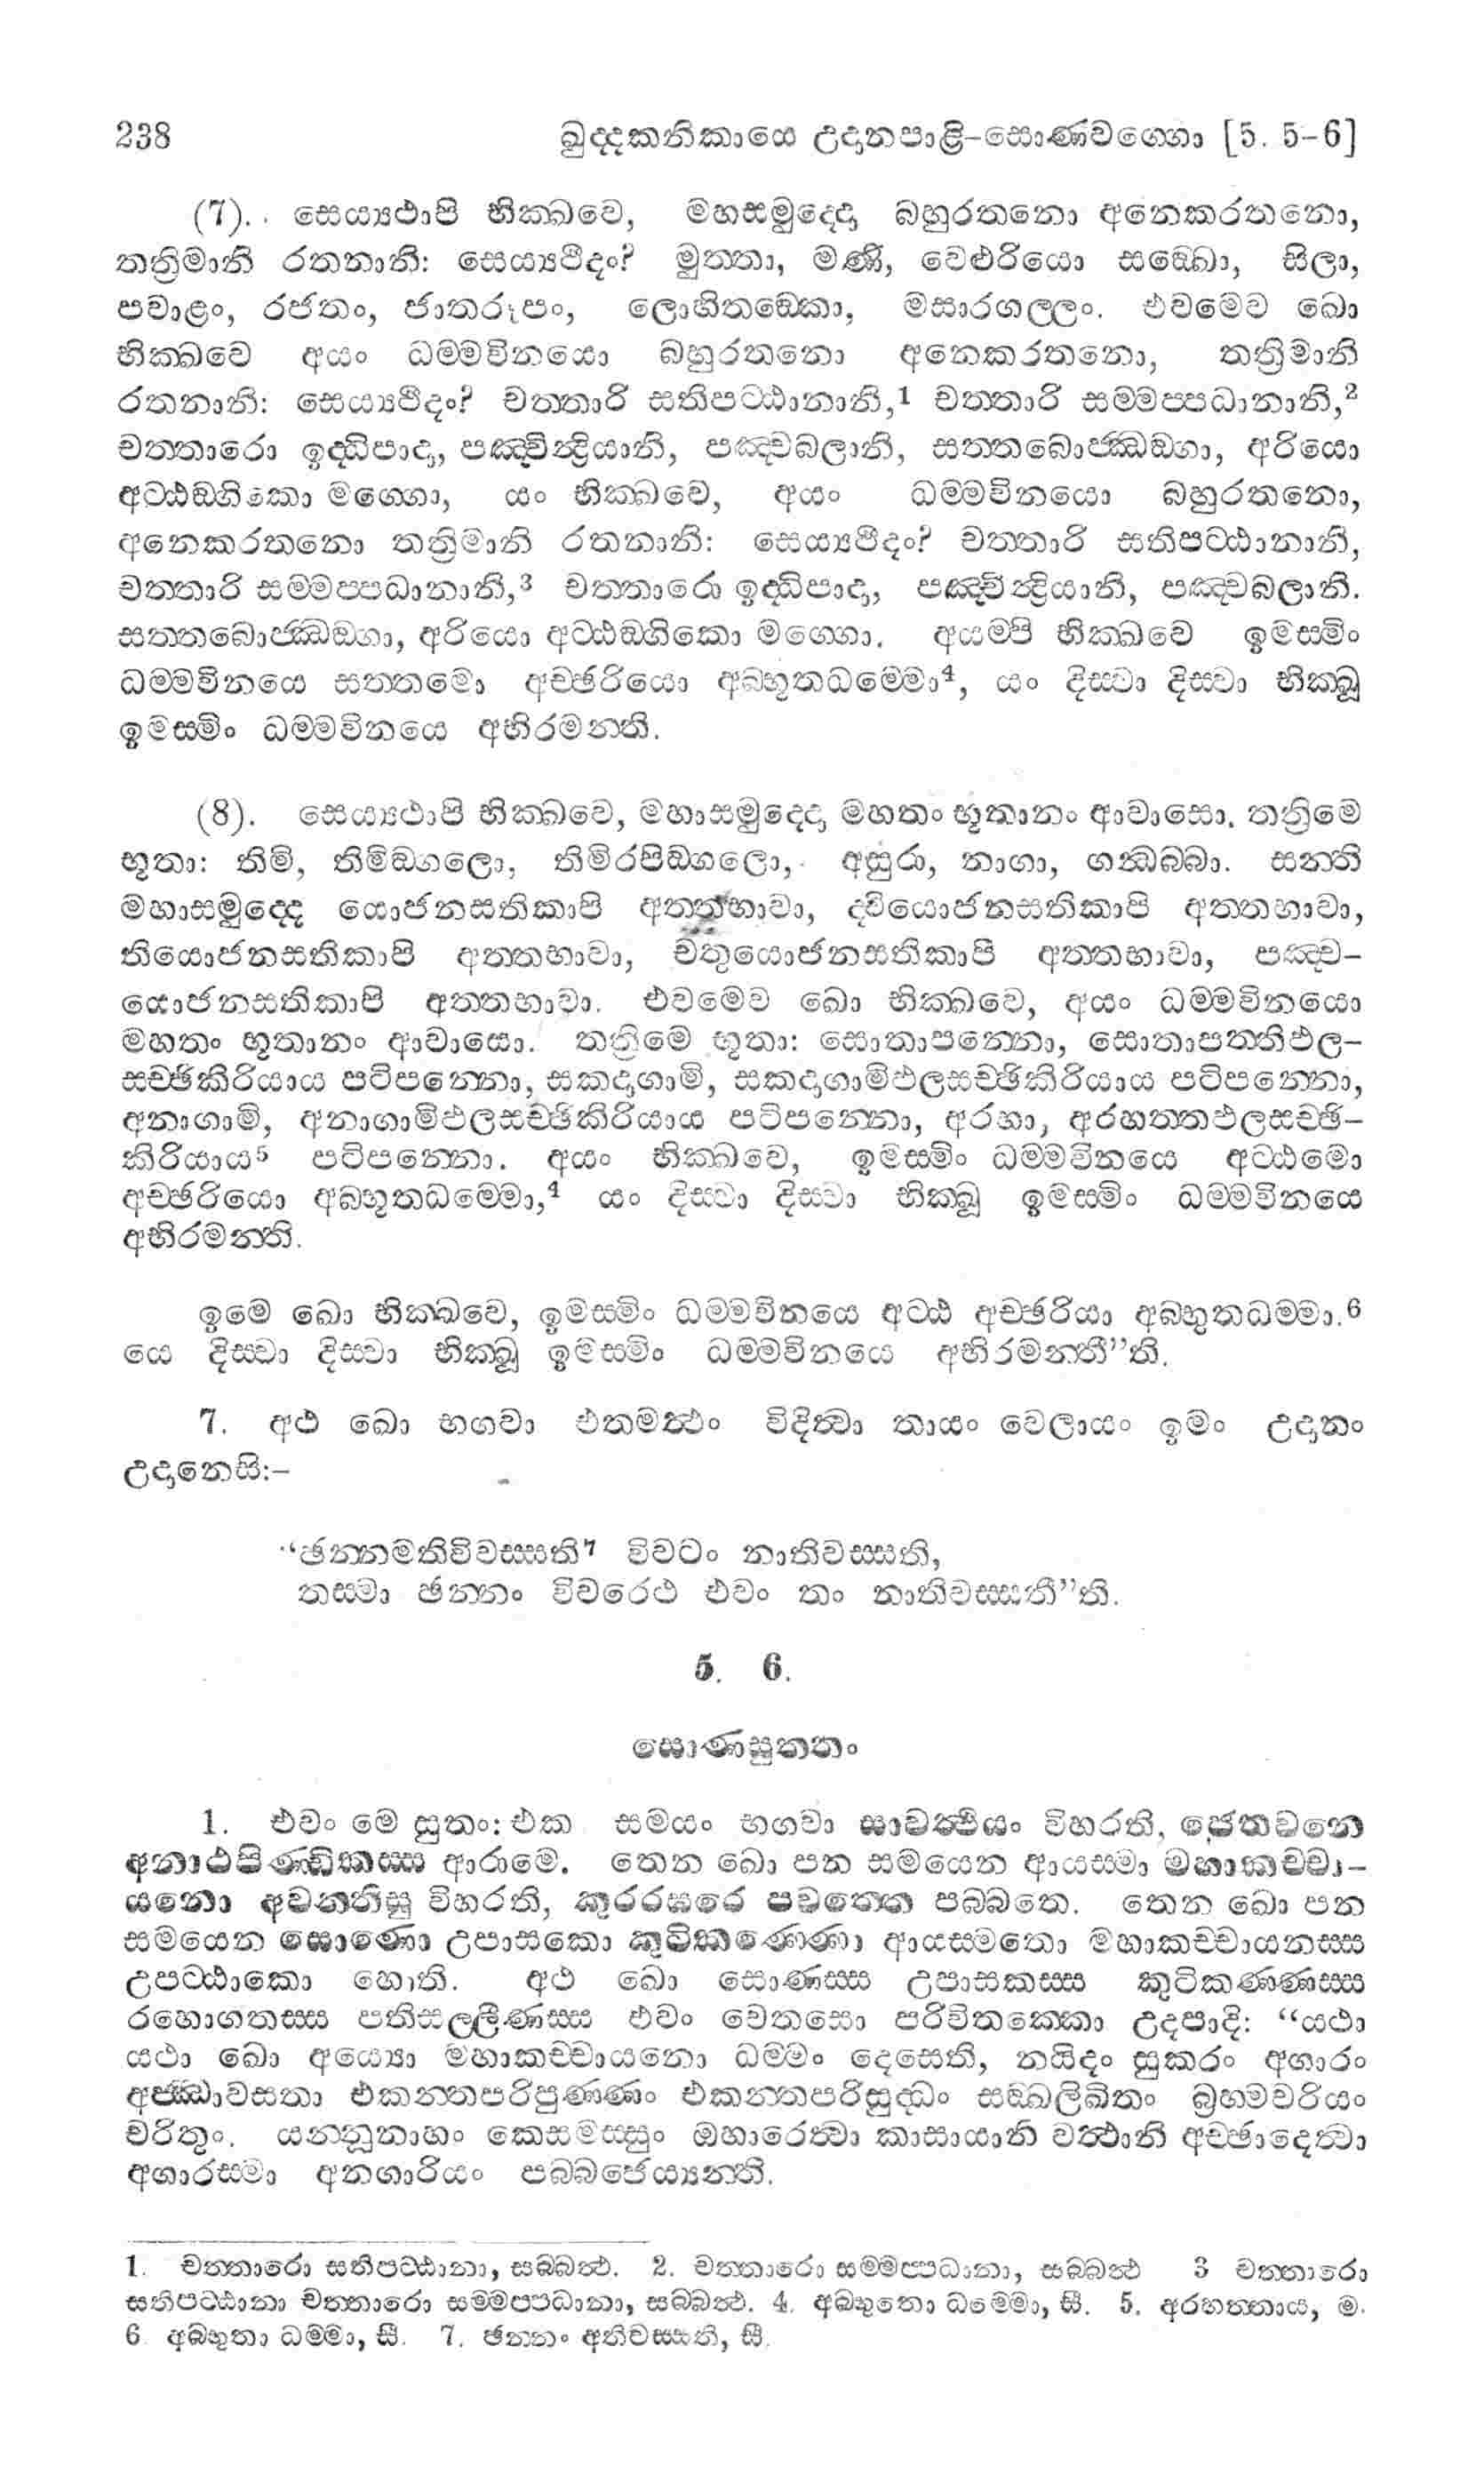 238 ඛුද්දකනිකායෙ උදානපාළි-සොණවග්ගො [5. 5-6]
(7). සෙය්‍යථාපි භික්ඛවෙ, මහසමුද්දො බහුරතනො අනෙකරතනො,
තත්‍රිමානි රතනානි: සෙය්‍යථීදං? මුත්තා, මණි, වෙළුරියො සඞ්ඛො, සිලා,
පවාළං, රජතං, ජාතරූපං, ලොහිතඞ්කො, මසාරගල්ලං. එවමෙව ඛො
භික්ඛවෙ අයං ධම්මවිනයො බහුරතනො අනෙකරතනො, තත්‍රිමානි
රතනානි: සෙය්‍යථීදං? චත්තාරි සතිපට්ඨානානි,1 චත්තාරි සම්මප්පධානානි,2
චත්තාරො ඉද්ධිපාදා, පඤ්චින්‍ද්‍රියානි, පඤ්චබලානි, සත්තබොජ්ඣඞ්ගා, අරියො
අට්ඨඞ්ගිකො මග්ගො, යං භික්ඛවෙ, අයං ධම්මවිනයො බහුරතනො,
අනෙකරතනො තත්‍රිමානි රතනානි: සෙය්‍යථීදං? චත්තාරි සතිපට්ඨානානි,
චත්තාරි සම්මප්පධානානි,3 චත්තාරො ඉද්ධිපාදා, පඤ්චින්‍ද්‍රියානි, පඤ්චබලානි.
සත්තබොජ්ඣඞ්ගා, අරියො අට්ඨඞ්ගිකො මග්ගො. අයම්පි භික්ඛවෙ ඉමස්මිං
ධම්මවිනයෙ සත්තමො අච්ඡරියො අබ්භූතධම්මො4, යං දිස්වා දිස්වා භික්ඛූ
ඉමස්මිං ධම්මවිනයෙ අභිරමන්ති.
(8). සෙය්‍යථාපි භික්ඛවෙ, මහාසමුද්දො මහතං භූතානං ආවාසො. තත්‍රිමෙ
භූතා: තිමි, තිමිඞ්ගලො, තිමිරපිඞ්ගලො, අසුරා, නාගා, ගන්ධබ්බා. සන්ති
මහාසමුද්දෙ යොජනසතිකාපි අත්තභාවා, ද්වියොජනසතිකාපි අත්තභාවා,
තියොජනසතිකාපි අත්තභාවා, චතුයොජනසතිකාපි අත්තභාවා, පඤ්ච-
යොජනසතිකාපි අත්තභාවා. එවමෙව ඛො භික්ඛවෙ, අයං ධම්මවිනයො
මහතං භූතානං ආවාසො. තත්‍රිමෙ භූතා: සොතාපන්නො, සොතාපත්තිඵල-
සච්ඡිකිරියාය පටිපන්නො, සකදාගාමි, සකදාගාමිඵලසච්ඡිකිරියාය පටිපන්නො,
අනාගාමි, අනාගාමිඵලසච්ඡිකිරියාය පටිපන්නො, අරහා, අරහත්තඵලසච්ඡි-
කිරියාය5 පටිපන්නො. අයං භික්ඛවෙ, ඉමස්මිං ධම්මවිනයෙ අට්ඨමො
අච්ඡරියො අබ්භූතධම්මො,4 යං දිස්වා දිස්වා භික්ඛූ ඉමස්මිං ධම්මවිනයෙ
අභිරමන්ති.
ඉමෙ ඛො භික්ඛවෙ, ඉමස්මිං ධම්මවිනයෙ අට්ඨ අච්ඡරියා අබ්භුතධම්මා.6
යෙ දිස්වා දිස්වා භික්ඛූ ඉමස්මිං ධම්මවිනයෙ අභිරමන්තී”ති.
7. අථ ඛො භගවා එතමත්‍ථං විදිත්‍වා තායං වෙලායං ඉමං උදානං
උදානෙසි:-
“ඡන්නමතිවිවස්සති7 විවටං නාතිවස්සති,
තස්මා ඡන්නං විවරෙථ එවං තං නාතිවස්සතී”ති.
5. 6.
සොණසුත්තං
1. එවං මෙ සුතං: එක සමයං භගවා සාවත්‍ථියං විහරති, ජෙතවනෙ
අනාථපිණ්ඩිකස්ස ආරාමෙ. තෙන ඛො පන සමයෙන ආයස්මා මහාකච්චා-
යනො අවන්තිසු විහරති, කුරරඝරෙ පවත්තෙ පබ්බතෙ. තෙන ඛො පන
සමයෙන සොණො උපාසකො කුටිකණ්ණො ආයස්මතො මහාකච්චායනස්ස
උපට්ඨාකො හොති. අථ ඛො සොණස්ස උපාසකස්ස කුටිකණ්ණස්ස
රහොගතස්ස පතිසල්ලීණස්ස එවං චෙතසො පරිවිතක්කො උදපාදි: “යථා
යථා ඛො අය්‍යො මහාකච්චායනො ධම්මං දෙසෙති, නයිදං සුකරං අගාරං
අජ්ඣාවසතා එකන්තපරිපුණ්ණං එකන්තපරිසුද්ධං සඞ්ඛලිඛිතං බ්‍රහ්මචරියං
චරිතුං. යන්නූනාහං කෙසමස්සුං ඔහාරෙත්‍වා කාසායානි වත්‍ථානි අච්ඡාදෙත්‍වා
අගාරස්මා අනගාරියං පබ්බජෙය්‍යන්ති.
1. චත්තාරො සතිපට්ඨානා, සබ්බත්‍ථ. 2. චත්තාරො සම්මප්පධානා, සබ්බත්‍ථ 3 චත්තාරො
සතිපට්ඨානා චත්තාරො සම්මප්පධානා, සබ්බත්‍ථ. 4. අබ්භුතො ධම්මො, සී. 5. අරහත්තාය, ම.
6. අබ්භුතා ධම්මා, සී. 7. ඡන්නං අතිවස්සති, සී.